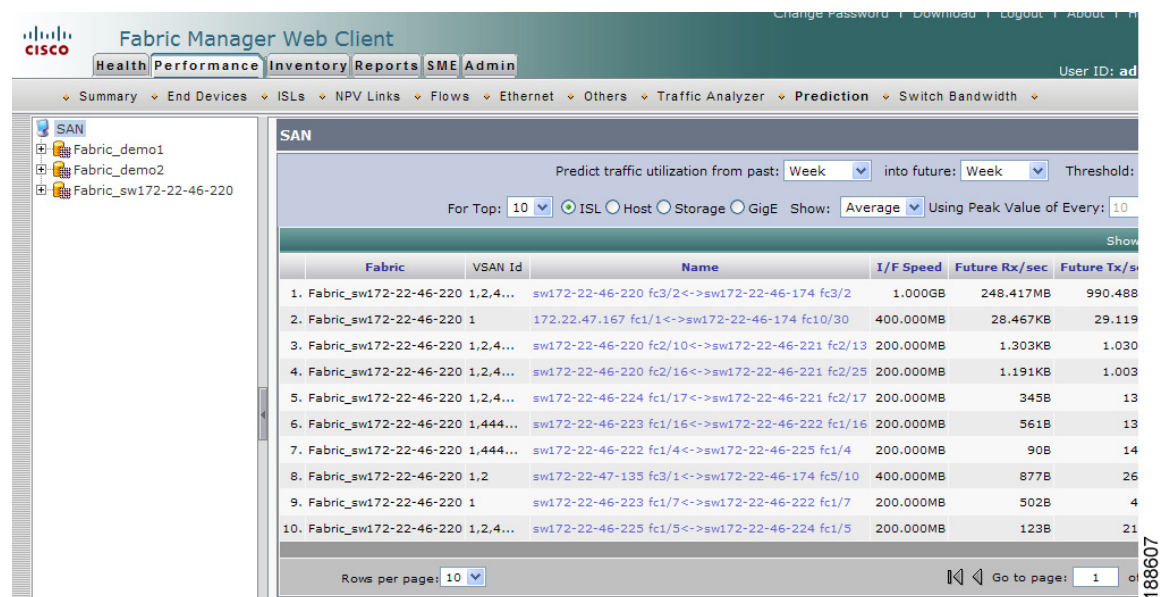 Change Password | Download | Logout | About | H
CISCO
Fabric Manager Web Client
Health Performance Inventory Reports SME Admin
User ID: ad
Summary End Devices ISLs NPV Links Flows Ethernet Others Traffic Analyzer Prediction Switch Bandwidth
SAN
Fabric_demo1
Fabric_demo2
Fabric_sw172-22-46-220
SAN
Predict traffic utilization from past: Week into future: Week Threshold:
For Top: 10 ISL Host Storage GigE Show: Average Using Peak Value of Every: 10
Show
Fabric VSAN Id Name I/F Speed Future Rx/sec Future Tx/s
1. Fabric_sw172-22-46-220 1,2,4... sw172-22-46-220 fc3/2<->sw172-22-46-174 fc3/2 1.000GB 248.417MB 990.488
2. Fabric_sw172-22-46-220 1 172.22.47.167 fc1/1<->sw172-22-46-174 fc10/30 400.000MB 28.467KB 29.119
3. Fabric_sw172-22-46-220 1,2,4... sw172-22-46-220 fc2/10<->sw172-22-46-221 fc2/13 200.000MB 1.303KB 1.030
4. Fabric_sw172-22-46-220 1,2,4... sw172-22-46-220 fc2/16<->sw172-22-46-221 fc2/25 200.000MB 1.191KB 1.003
5. Fabric_sw172-22-46-220 1,2,4... sw172-22-46-224 fc1/17<->sw172-22-46-221 fc2/17 200.000MB 345B 13
6. Fabric_sw172-22-46-220 1,444... sw172-22-46-223 fc1/16<->sw172-22-46-222 fc1/16 200.000MB 561B 13
7. Fabric_sw172-22-46-220 1,444... sw172-22-46-222 fc1/4<->sw172-22-46-225 fc1/4 200.000MB 90B 14
8. Fabric_sw172-22-46-220 1,2 sw172-22-47-135 fc3/1<->sw172-22-46-174 fc5/10 400.000MB 877B 26
9. Fabric_sw172-22-46-220 1 sw172-22-46-223 fc1/7<->sw172-22-46-222 fc1/7 200.000MB 502B 4
10. Fabric_sw172-22-46-220 1,2,4... sw172-22-46-225 fc1/5<->sw172-22-46-224 fc1/5 200.000MB 123B 21
Rows per page: 10
Go to page: 1 of
188607